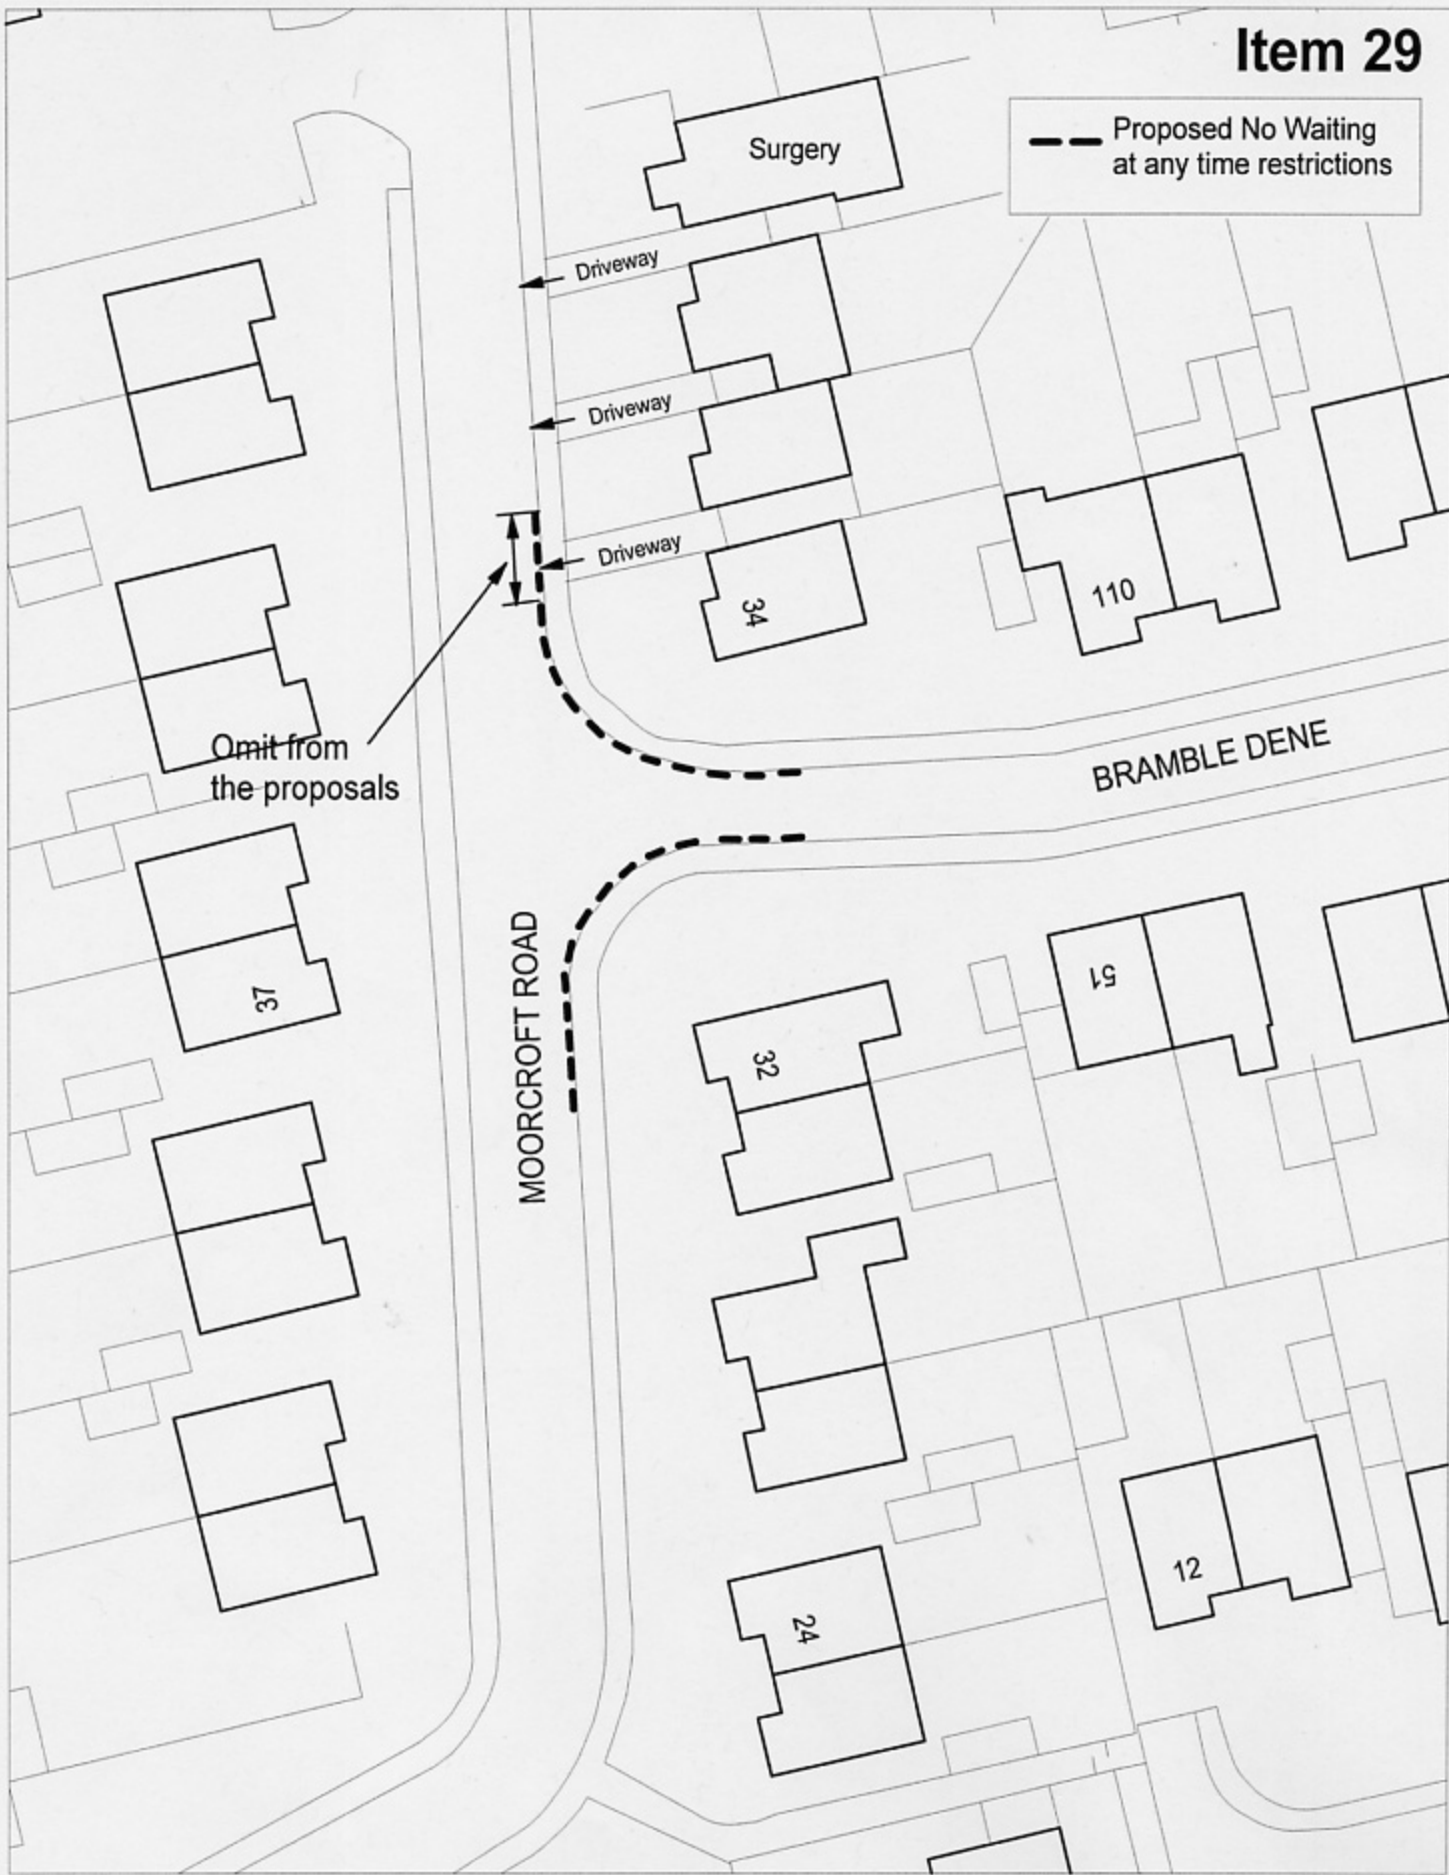 Item 29
Proposed No Waiting
at any time restrictions
Surgery
Driveway
Driveway
Driveway
34
110
Omit from
the proposals
BRAMBLE DENE
MOORCROFT ROAD
37
32
51
24
12